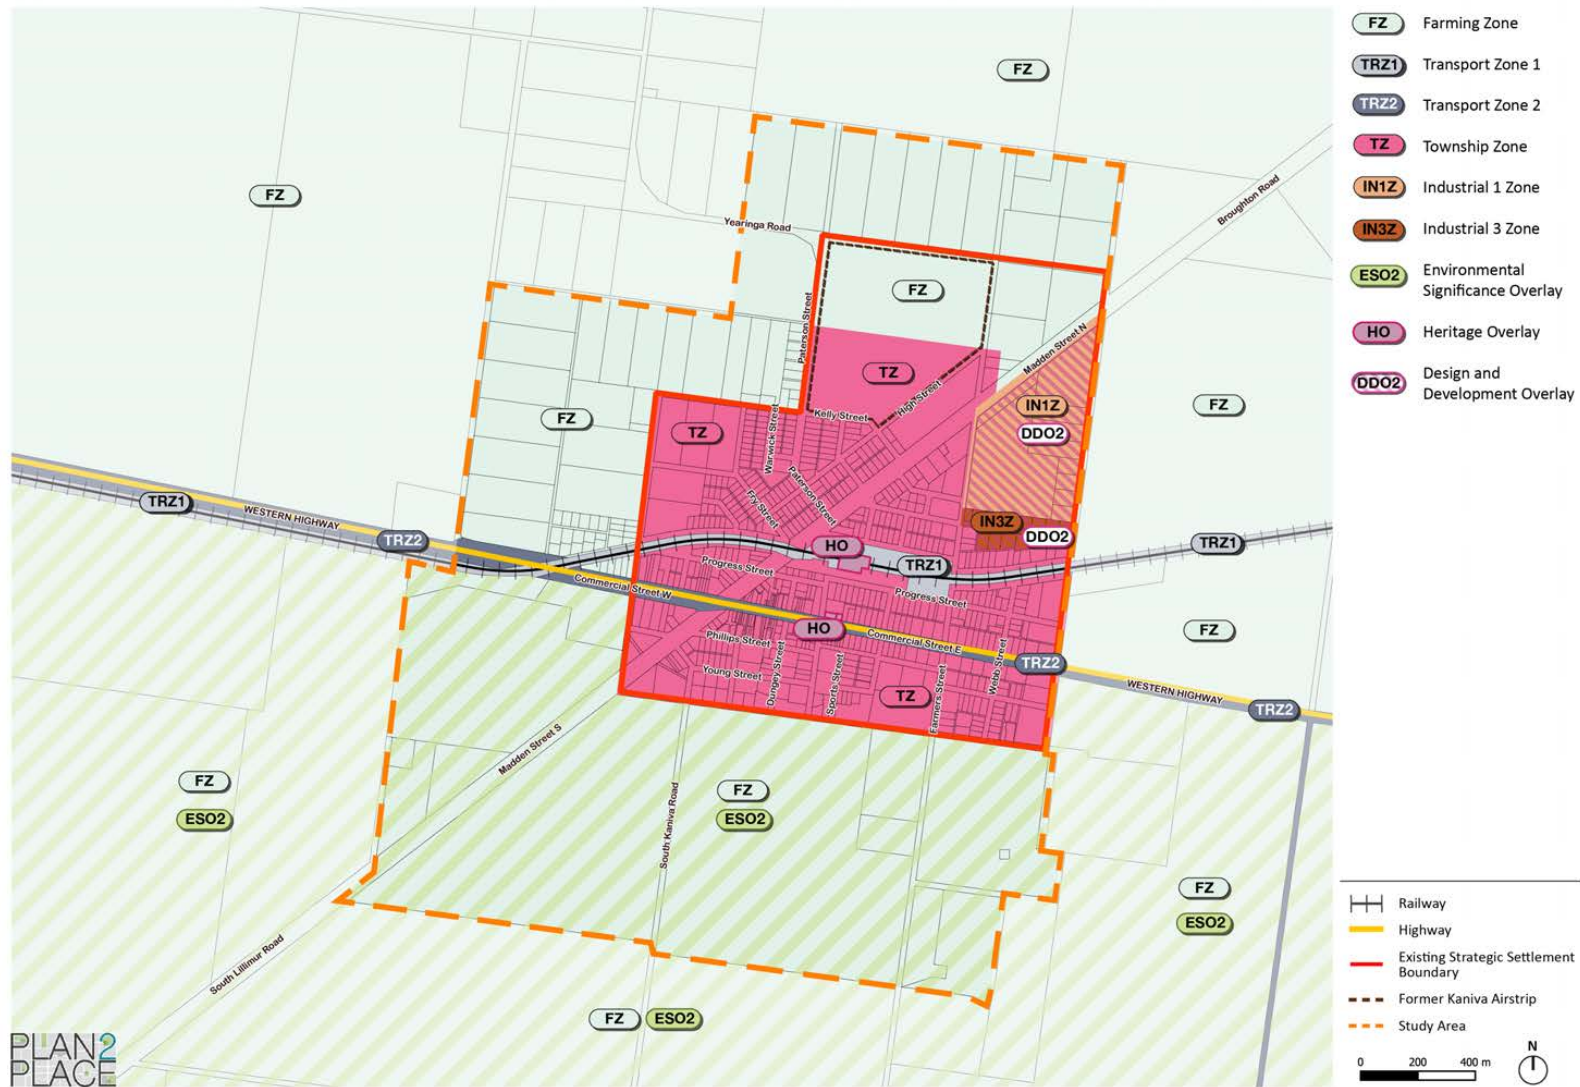 FZ
FZ
Broughton Road
Yearinga Road
FZ
Paterson Street
Madden Street N
TZ
High Street
Kelly Street
IN1Z
DDO2
FZ
FZ
TZ
Warwick Street
Paterson Street
Fry Street
TRZ1
WESTERN HIGHWAY
TRZ2
IN3Z
DDO2
HO
TRZ1
TRZ1
Progress Street
Progress Street
Commercial Street W
HO
Commercial Street E
FZ
Phillips Street
Young Street
Dungey Street
Sports Street
Farmers Street
Webb Street
TZ
TRZ2
WESTERN HIGHWAY
TRZ2
Madden Street S
South Kaniva Road
FZ
ESO2
FZ
ESO2
FZ
ESO2
South Lillimur Road
FZ
ESO2
PLAN2
PLACE
FZ Farming Zone
TRZ1 Transport Zone 1
TRZ2 Transport Zone 2
TZ Township Zone
IN1Z Industrial 1 Zone
IN3Z Industrial 3 Zone
ESO2 Environmental
Significance Overlay
HO Heritage Overlay
DDO2 Design and
Development Overlay
Railway
Highway
Existing Strategic Settlement
Boundary
Former Kaniva Airstrip
Study Area
0 200 400 m
N